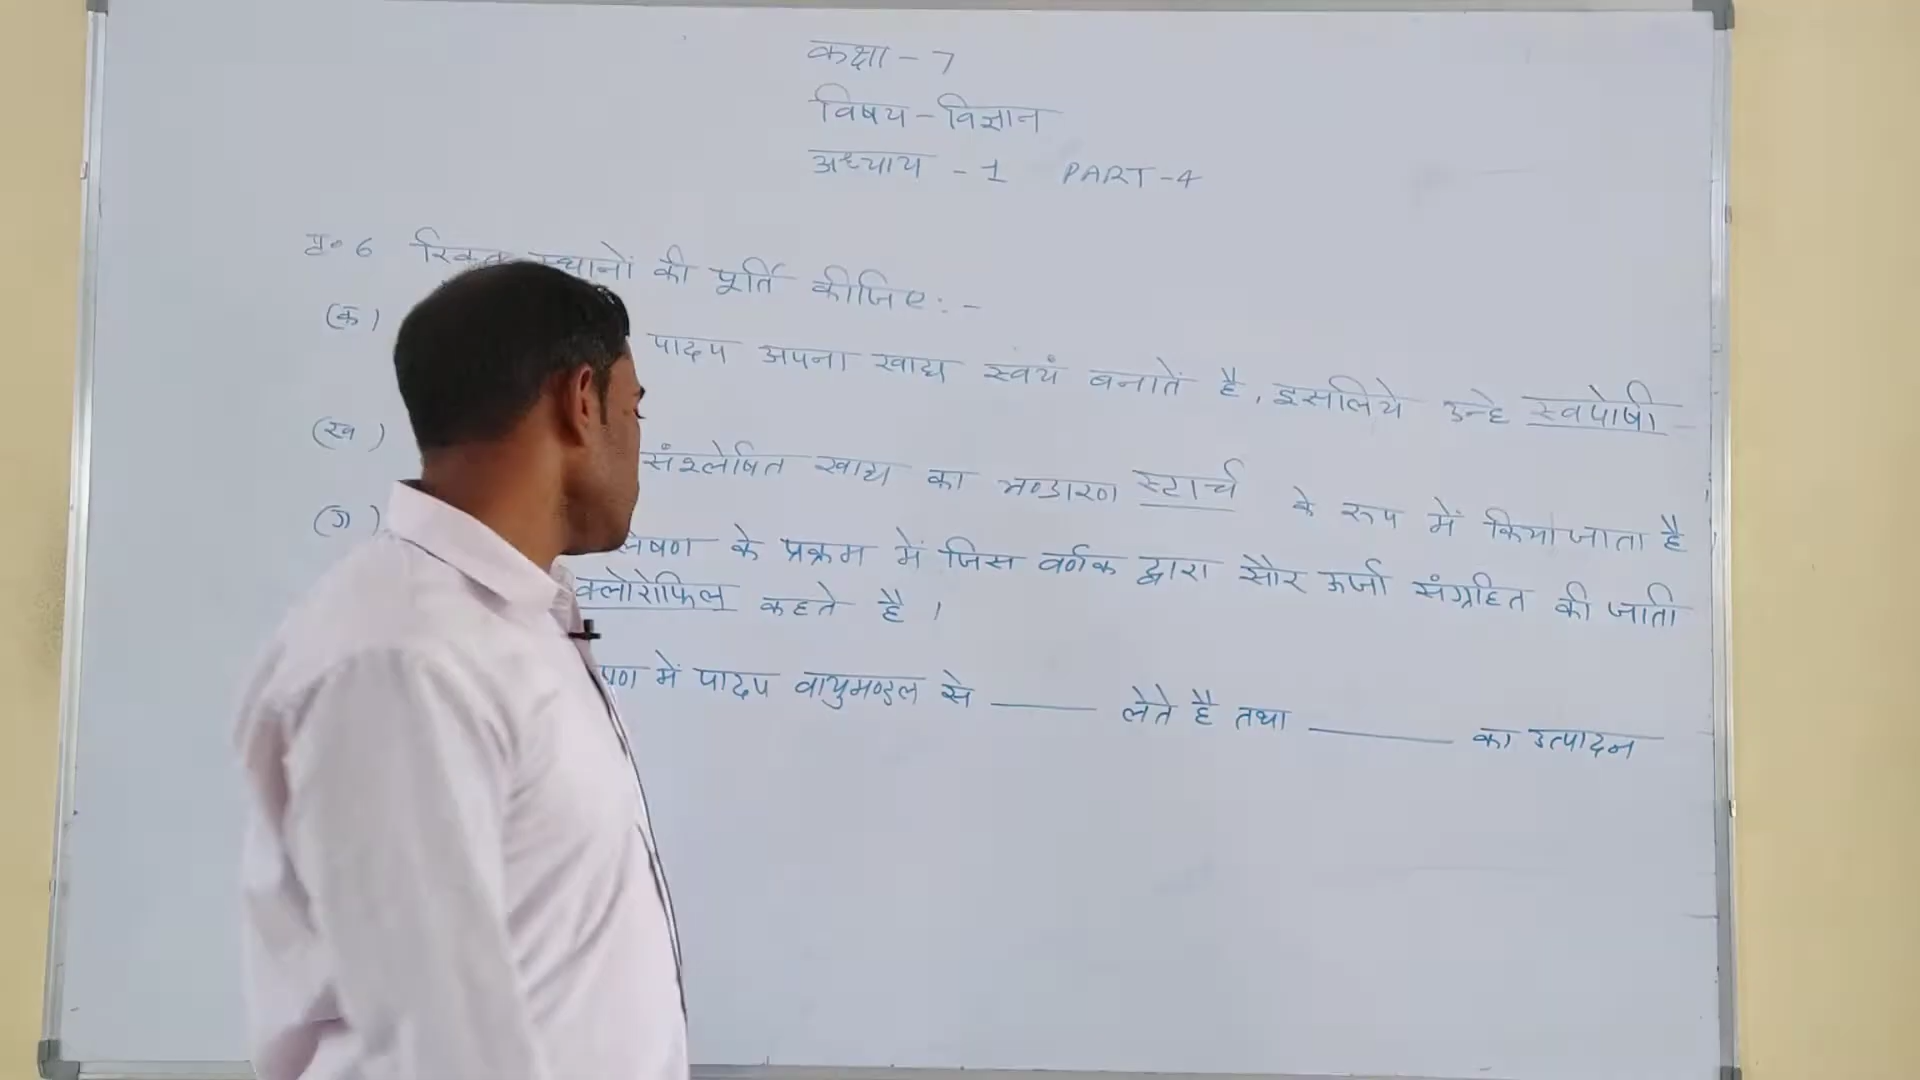 कक्षा - 7
विषय - विज्ञान
अध्याय - 1 PART - 4
प्र॰ 6 स्थानों की पूर्ति कीजिए : -
(क) पादप अपना खाद्य स्वयं बनातें है, इसलिये उन्हे स्वपोषी
(ख) संश्लेषित खाद्य का भण्डारण स्टार्च के रूप में किया जाता है
(ग) के प्रक्रम में जिस वर्णक द्वारा सौर ऊर्जा संग्रहित की जाती
क्लोरोफिल कहते है ।
में पादप वायुमण्डल से ______ लेते है तथा ______ का उत्पादन